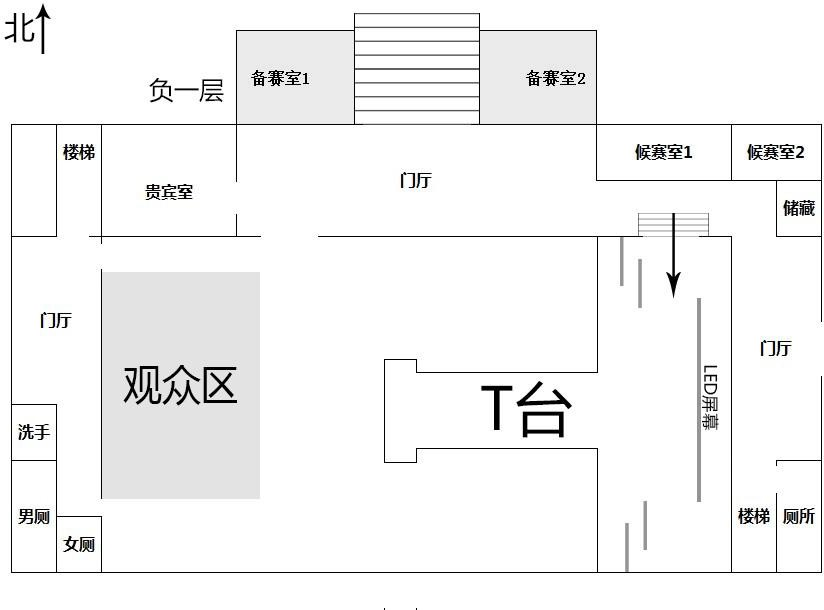 北
负一层
备赛室1
备赛室2
楼梯
贵宾室
门厅
候赛室1
候赛室2
储藏
门厅
观众区
T台
LED屏幕
门厅
洗手
男厕
女厕
楼梯
厕所